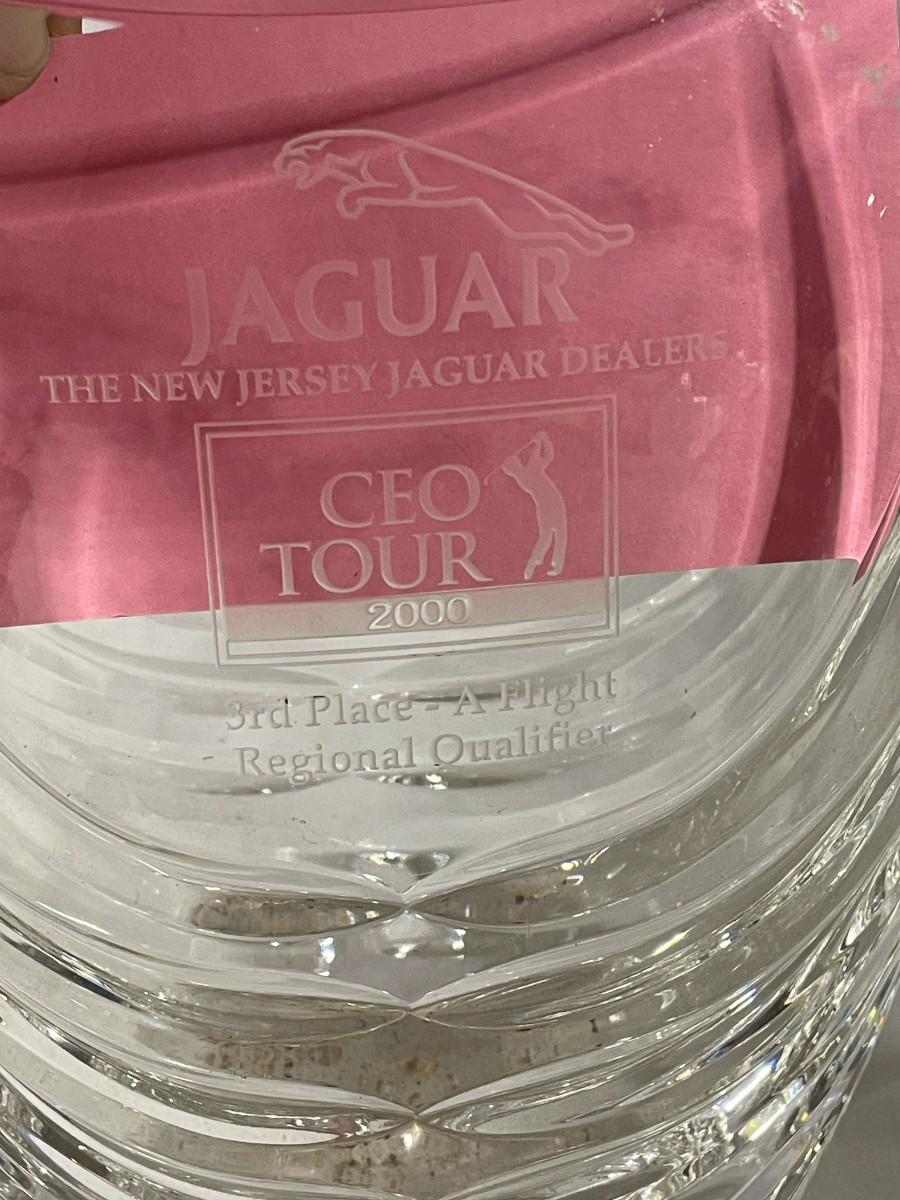 JAGUAR
THE NEW JERSEY JAGUAR DEALERS
CEO
TOUR
2000
3rd Place - A Flight
- Regional Qualifier